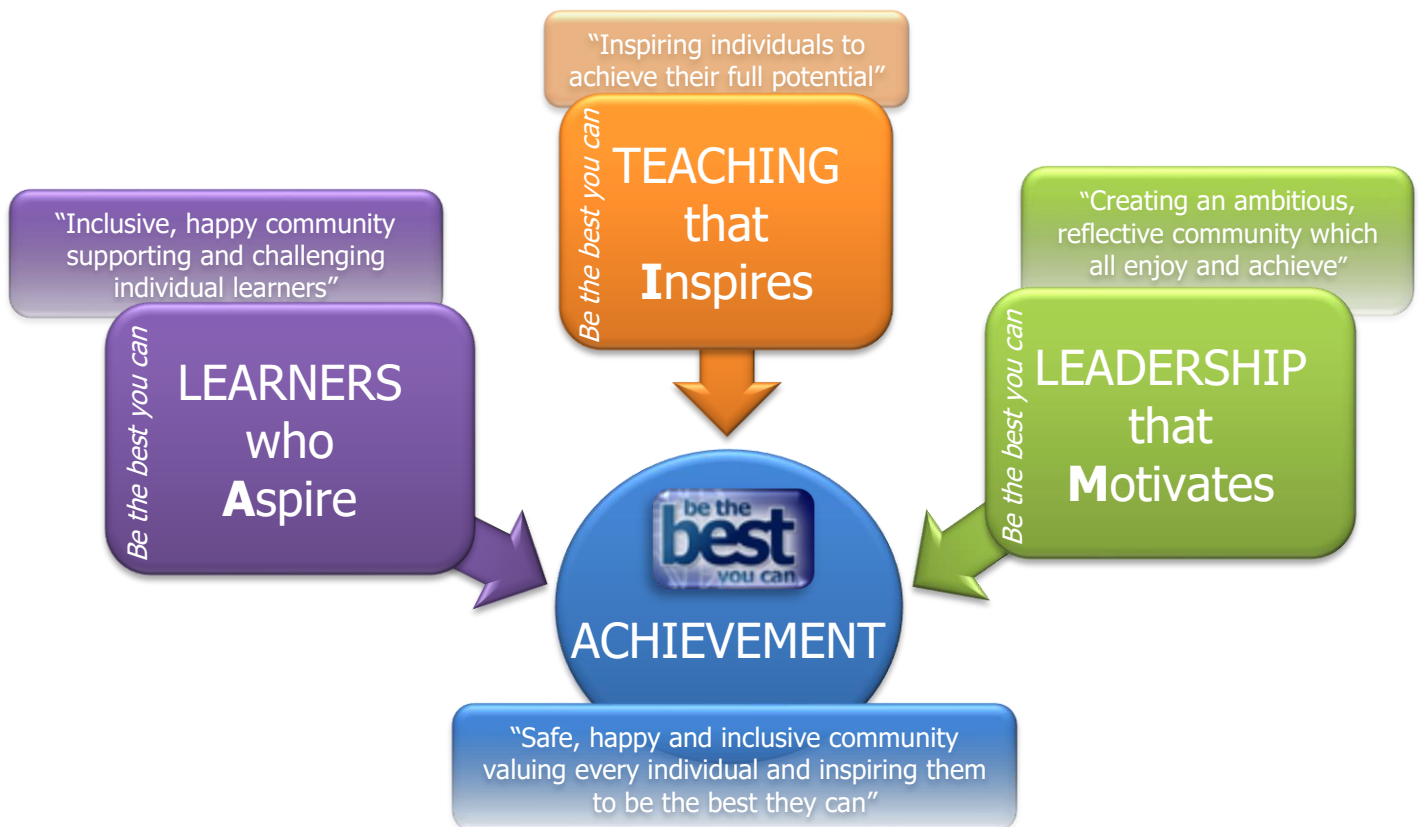 “Inspiring individuals to
achieve their full potential”
Be the best you can
TEACHING
that
Inspires
“Inclusive, happy community
supporting and challenging
individual learners”
Be the best you can
LEARNERS
who
Aspire
“Creating an ambitious,
reflective community which
all enjoy and achieve”
Be the best you can
LEADERSHIP
that
Motivates
be the
best
you can
ACHIEVEMENT
“Safe, happy and inclusive community
valuing every individual and inspiring them
to be the best they can”